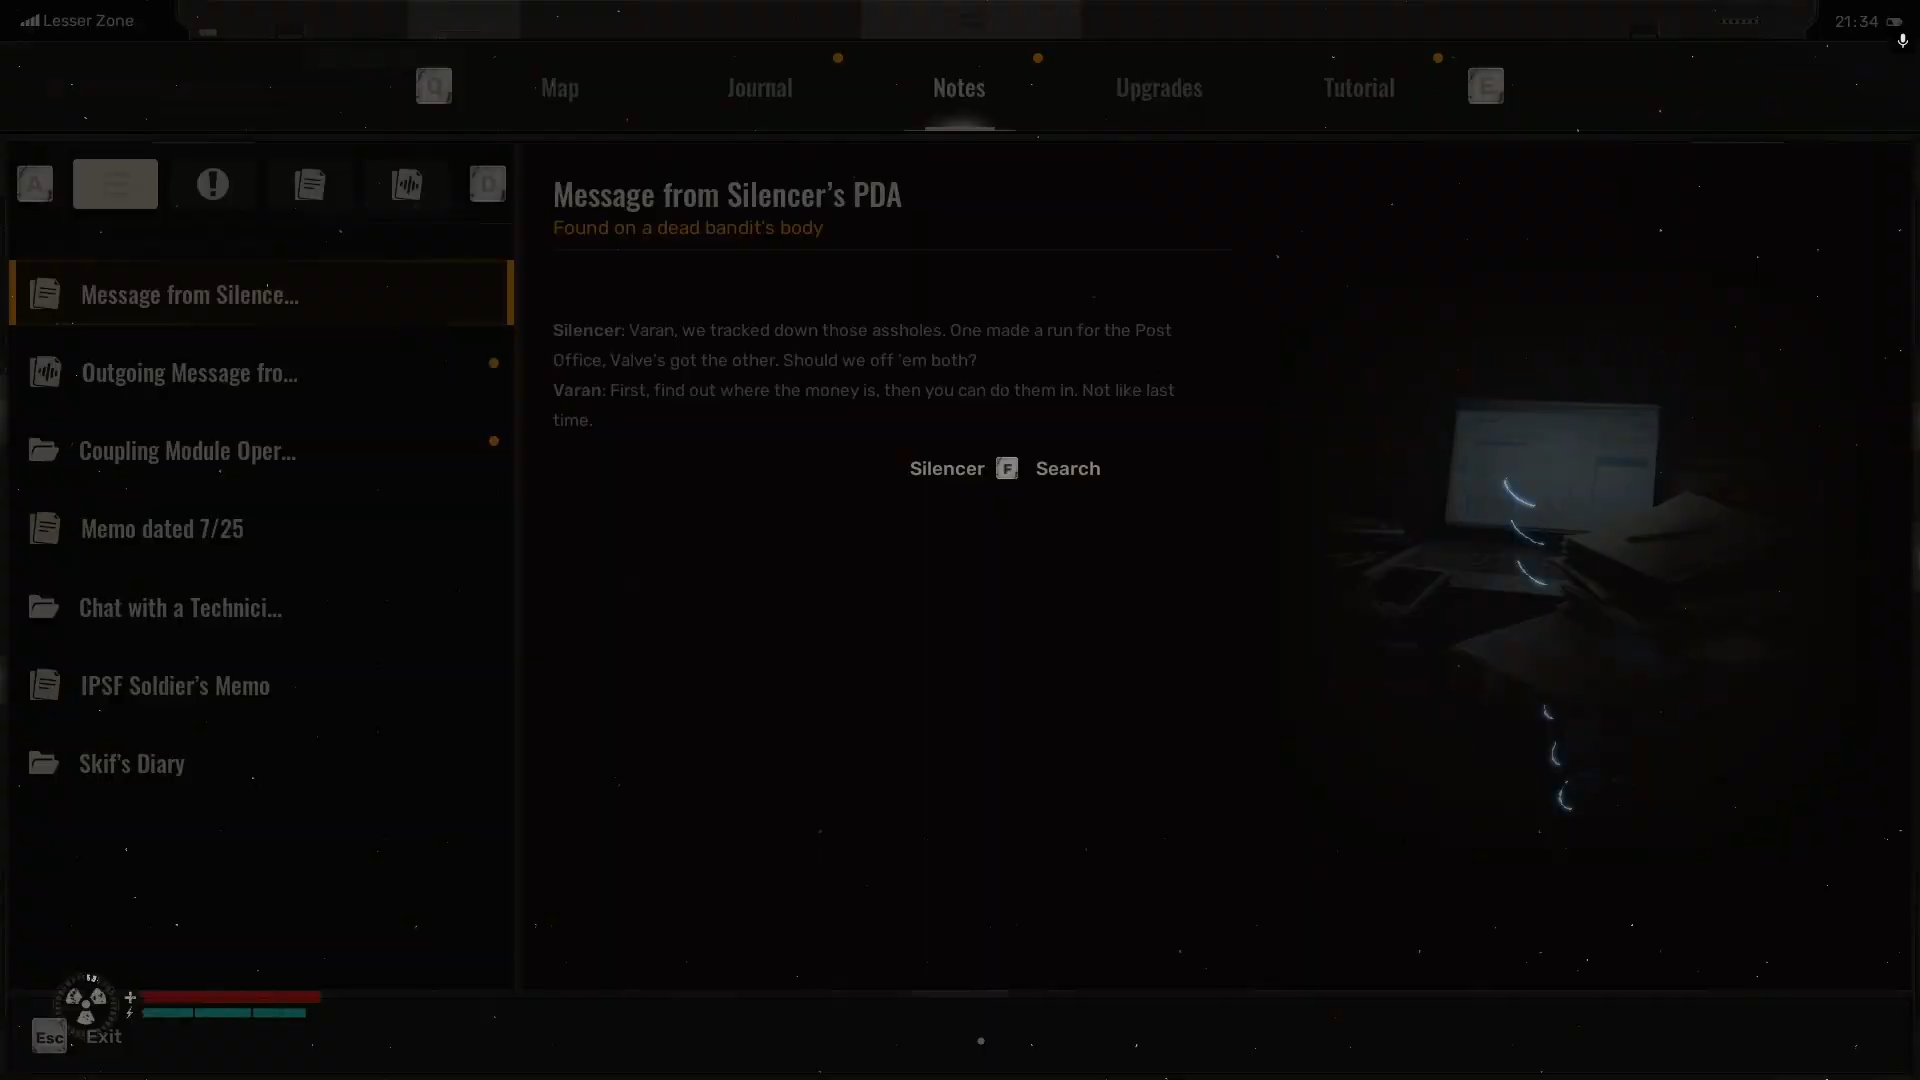 Lesser Zone
21:34
Q
Map
Journal
Notes
Upgrades
Tutorial
E
A
D
Message from Silence...
Outgoing Message fro...
Coupling Module Oper...
Memo dated 7/25
Chat with a Technici...
IPSF Soldier’s Memo
Skif’s Diary
Message from Silencer’s PDA
Found on a dead bandit's body
Silencer: Varan, we tracked down those assholes. One made a run for the Post
Office, Valve's got the other. Should we off 'em both?
Varan: First, find out where the money is, then you can do them in. Not like last
time.
Silencer F Search
Esc Exit